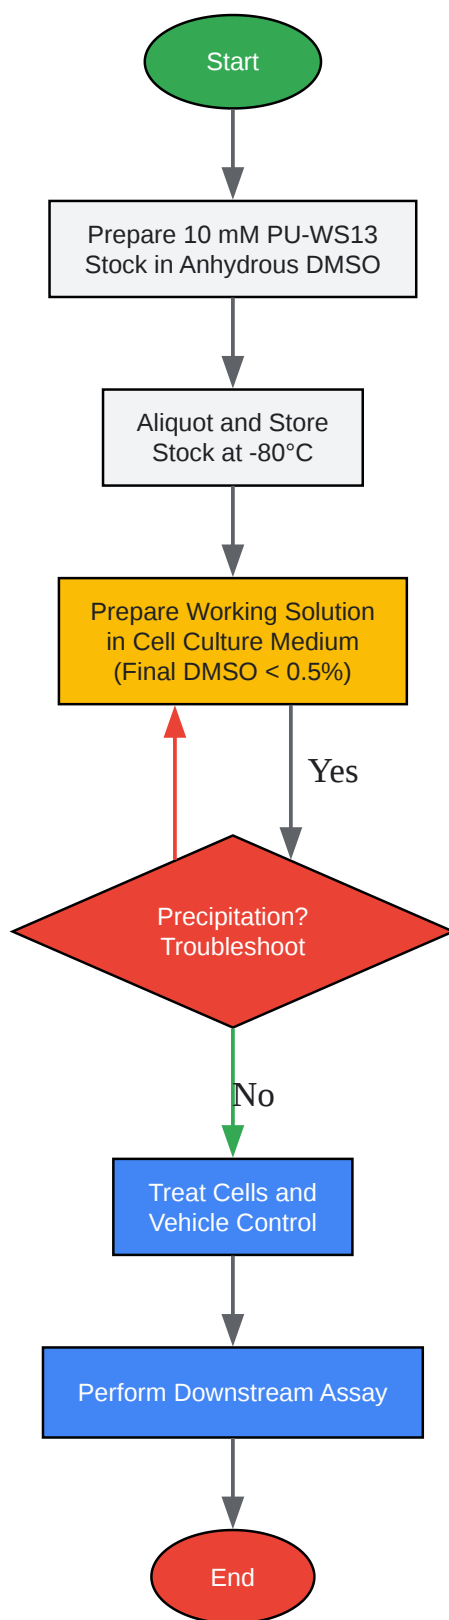 Start
Prepare 10 mM PU-WS13
Stock in Anhydrous DMSO
Aliquot and Store
Stock at -80°C
Prepare Working Solution
in Cell Culture Medium
(Final DMSO < 0.5%)
Yes
Precipitation?
Troubleshoot
No
Treat Cells and
Vehicle Control
Perform Downstream Assay
End